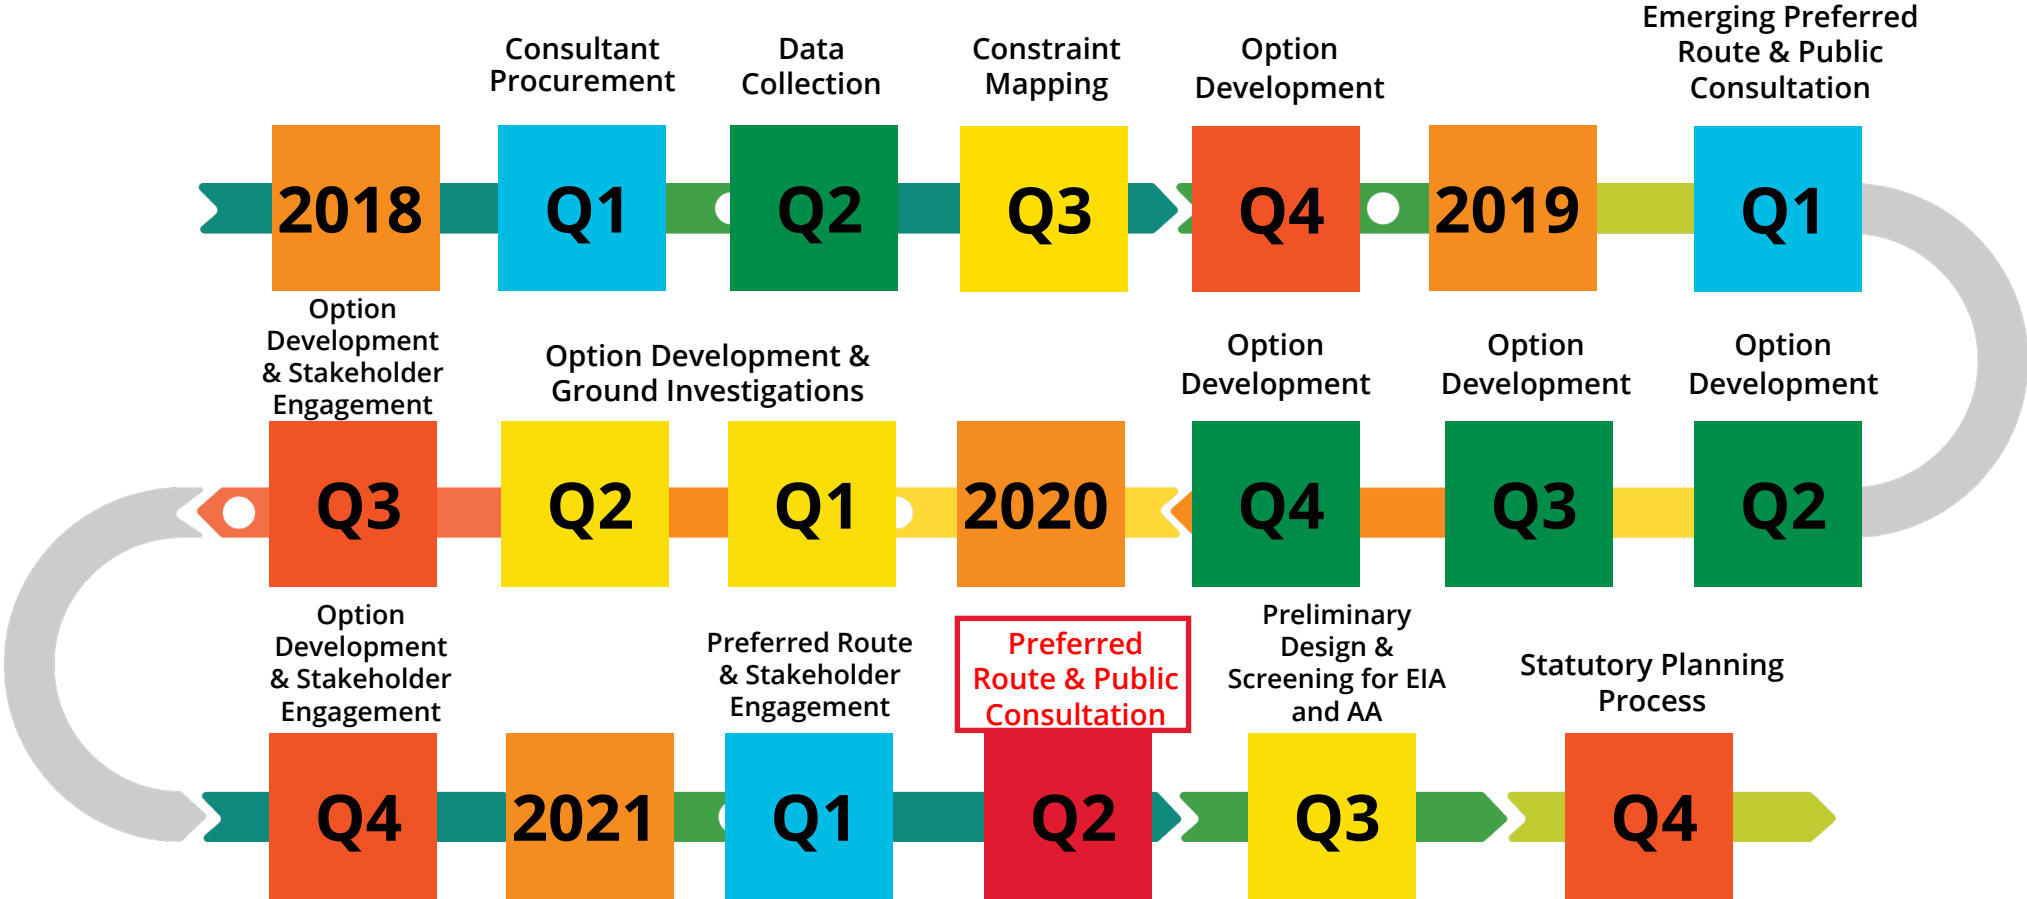 Consultant
Procurement
Data
Collection
Constraint
Mapping
Option
Development
Emerging Preferred
Route & Public
Consultation
2018
Q1
Q2
Q3
Q4
2019
Q1
Option
Development
& Stakeholder
Engagement
Option Development &
Ground Investigations
Option
Development
Option
Development
Option
Development
Q3
Q2
Q1
2020
Q4
Q3
Q2
Option
Development
& Stakeholder
Engagement
Preferred Route
& Stakeholder
Engagement
Preferred
Route & Public
Consultation
Preliminary
Design &
Screening for EIA
and AA
Statutory Planning
Process
Q4
2021
Q1
Q2
Q3
Q4